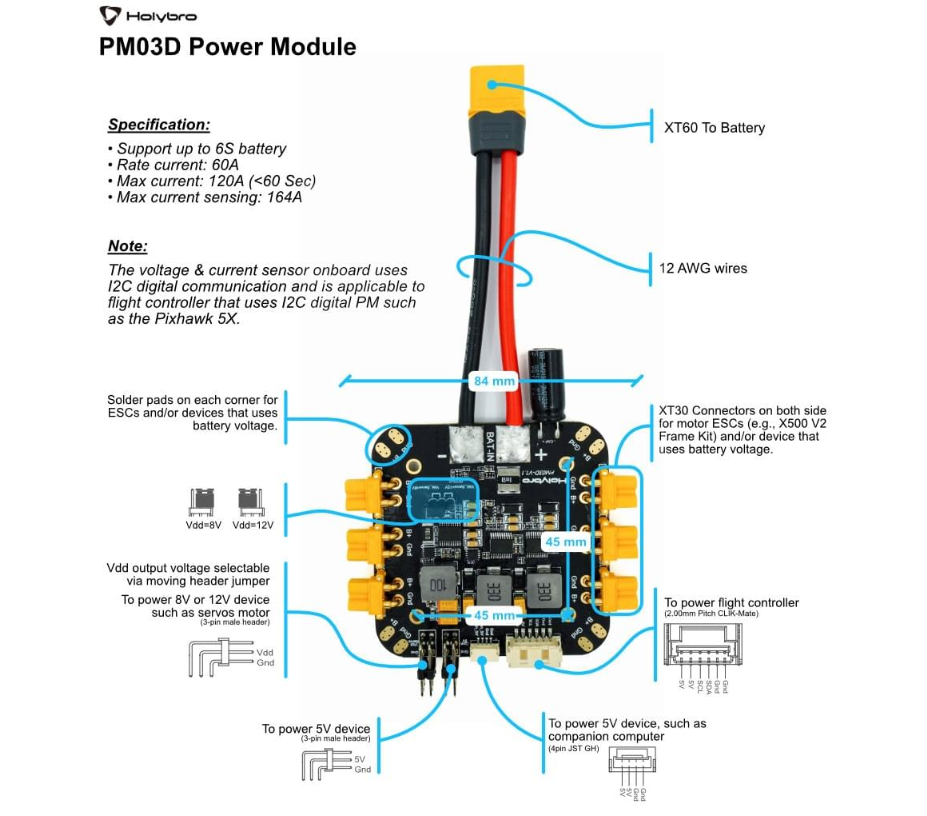 Holybro
PM03D Power Module
Specification:
• Support up to 6S battery
• Rate current: 60A
• Max current: 120A (<60 Sec)
• Max current sensing: 164A
Note:
The voltage & current sensor onboard uses
I2C digital communication and is applicable to
flight controller that uses I2C digital PM such
as the Pixhawk 5X.
XT60 To Battery
12 AWG wires
84 mm
Solder pads on each corner for
ESCs and/or devices that uses
battery voltage.
XT30 Connectors on both side
for motor ESCs (e.g., X500 V2
Frame Kit) and/or device that
uses battery voltage.
- BAT-IN +
PM03D-V1.1
Holybro
Gnd
B+
Vdd=8V Vdd=12V
45 mm
45 mm
Vdd output voltage selectable
via moving header jumper
To power 8V or 12V device
such as servos motor
(3-pin male header)
Vdd
Gnd
100
330
330
To power flight controller
(2.00mm Pitch CLIK-Mate)
5V
5V
SCL
SDA
Gnd
Gnd
To power 5V device
(3-pin male header)
5V
Gnd
To power 5V device, such as
companion computer
(4pin JST GH)
5V
5V
Gnd
Gnd